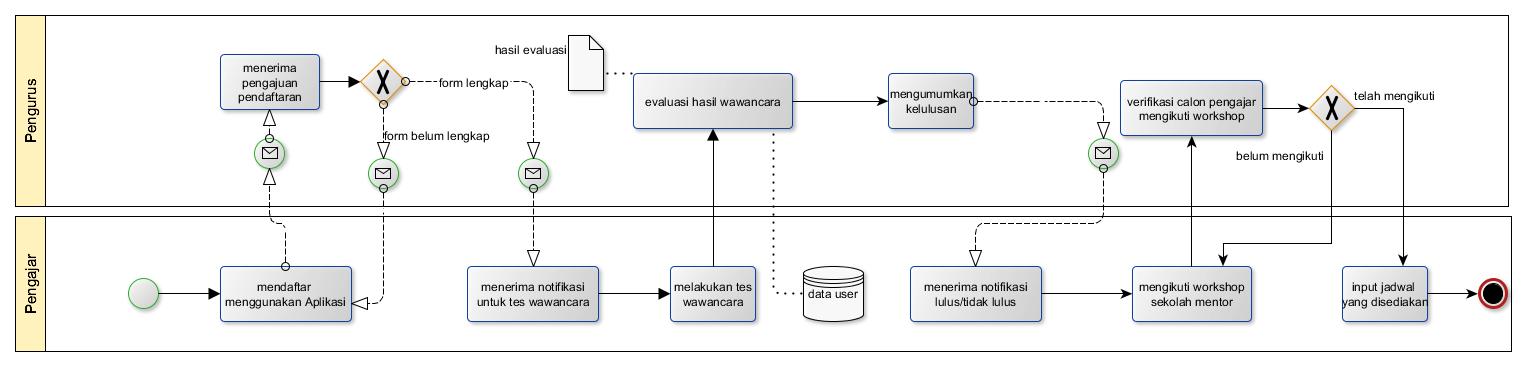 Pengurus
menerima
pengajuan
pendaftaran
form lengkap
form belum lengkap
hasil evaluasi
evaluasi hasil wawancara
mengumumkan
kelulusan
verifikasi calon pengajar
mengikuti workshop
telah mengikuti
belum mengikuti
Pengajar
mendaftar
menggunakan Aplikasi
menerima notifikasi
untuk tes wawancara
melakukan tes
wawancara
data user
menerima notifikasi
lulus/tidak lulus
mengikuti workshop
sekolah mentor
input jadwal
yang disediakan